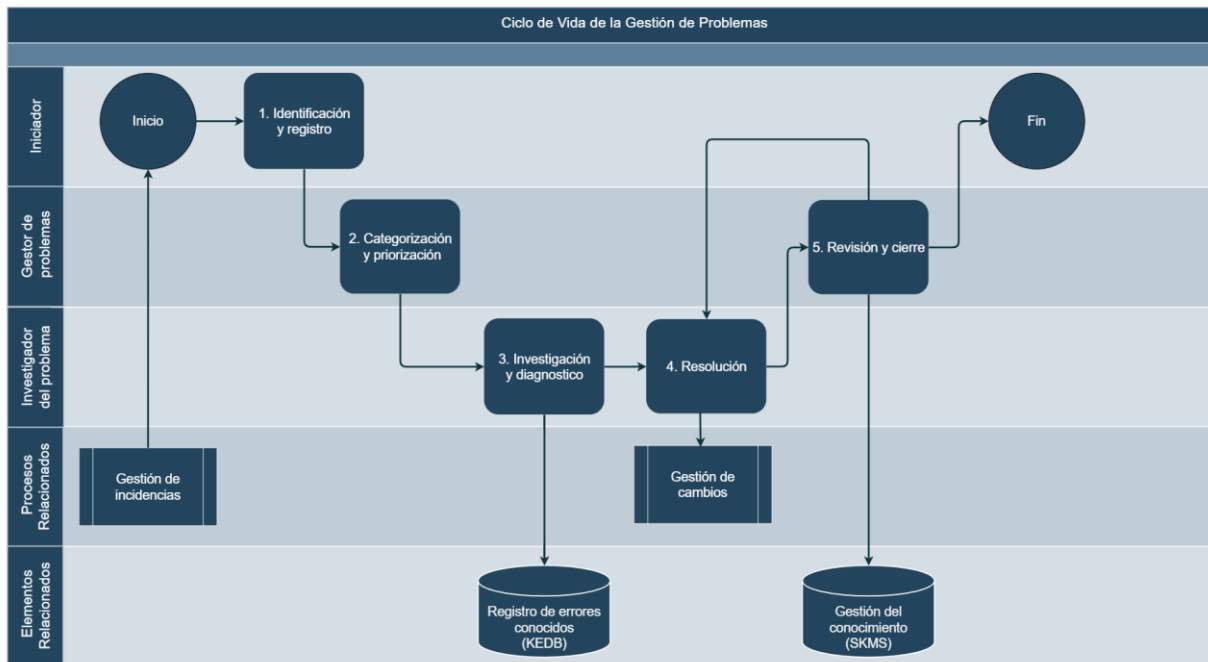 Ciclo de Vida de la Gestión de Problemas
Iniciador
Inicio
1. Identificación
y registro
Fin
Gestor de
problemas
2. Categorización
y priorización
5. Revisión y cierre
Investigador
del problema
3. Investigación
y diagnostico
4. Resolución
Procesos
Relacionados
Gestión de
incidencias
Gestión de
cambios
Elementos
Relacionados
Registro de errores
conocidos
(KEDB)
Gestión del
conocimiento
(SKMS)